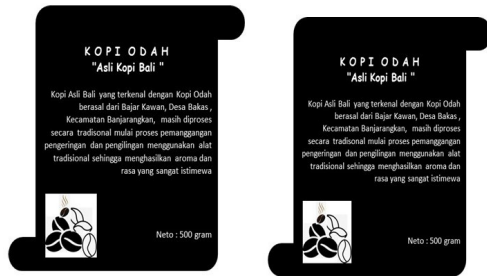 KOPI ODAH
"Asli Kopi Bali "
Kopi Asli Bali yang terkenal dengan Kopi Odah
berasal dari Bajar Kawan, Desa Bakas ,
Kecamatan Banjarangkan, masih diproses
secara tradisonal mulai proses pemanggangan
pengeringan dan pengilingan menggunakan alat
tradisional sehingga menghasilkan aroma dan
rasa yang sangat istimewa
Neto : 500 gram
KOPI ODAH
"Asli Kopi Bali "
Kopi Asli Bali yang terkenal dengan Kopi Odah
berasal dari Bajar Kawan, Desa Bakas ,
Kecamatan Banjarangkan, masih diproses
secara tradisonal mulai proses pemanggangan
pengeringan dan pengilingan menggunakan alat
tradisional sehingga menghasilkan aroma dan
rasa yang sangat istimewa
Neto : 500 gram